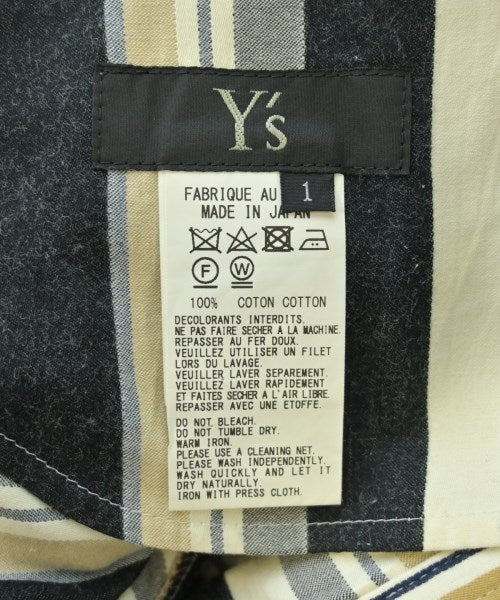 Y's
1
FABRIQUE AU
MADE IN JAPAN
F W
100% COTON COTTON
DECOLORANTS INTERDITS.
NE PAS FAIRE SECHER A LA MACHINE.
REPASSER AU FER DOUX.
VEUILLEZ UTILISER UN FILET
LORS DU LAVAGE.
VEUILLEZ LAVER SEPAREMENT.
VEUILLEZ LAVER RAPIDEMENT
ET FAITES SECHER A L'AIR LIBRE.
REPASSER AVEC UNE ETOFFE.
DO NOT BLEACH.
DO NOT TUMBLE DRY.
WARM IRON.
PLEASE USE A CLEANING NET.
PLEASE WASH INDEPENDENTLY.
WASH QUICKLY AND LET IT
DRY NATURALLY.
IRON WITH PRESS CLOTH.